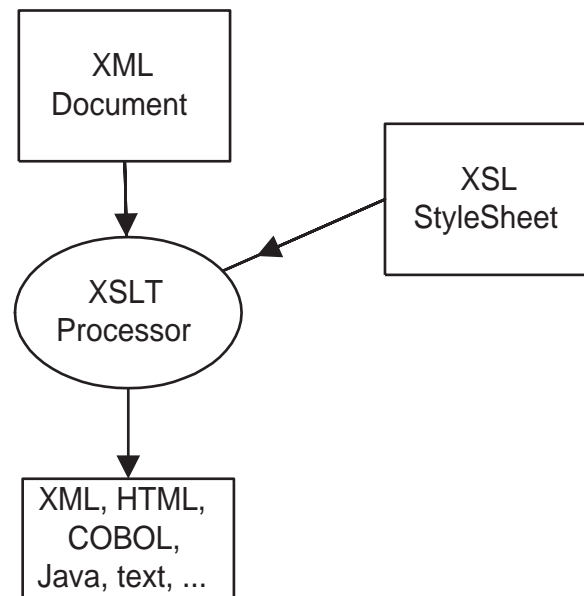 XML
Document
XSL
StyleSheet
XSLT
Processor
XML, HTML,
COBOL,
Java, text, ...